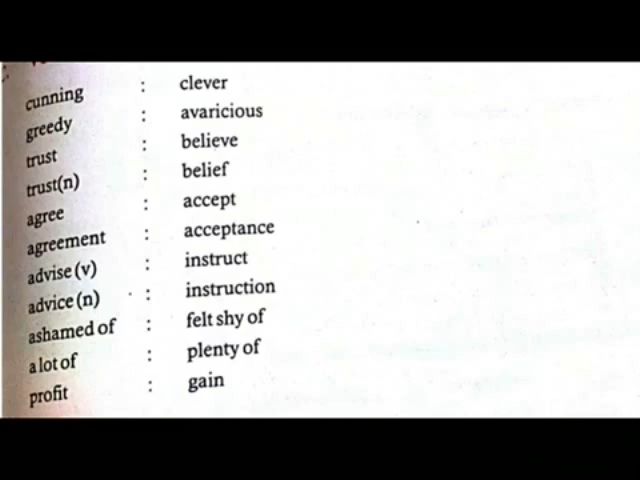 cunning : clever
greedy : avaricious
trust : believe
trust(n) : belief
agree : accept
agreement : acceptance
advise (v) : instruct
advice (n) : instruction
ashamed of : felt shy of
a lot of : plenty of
profit : gain